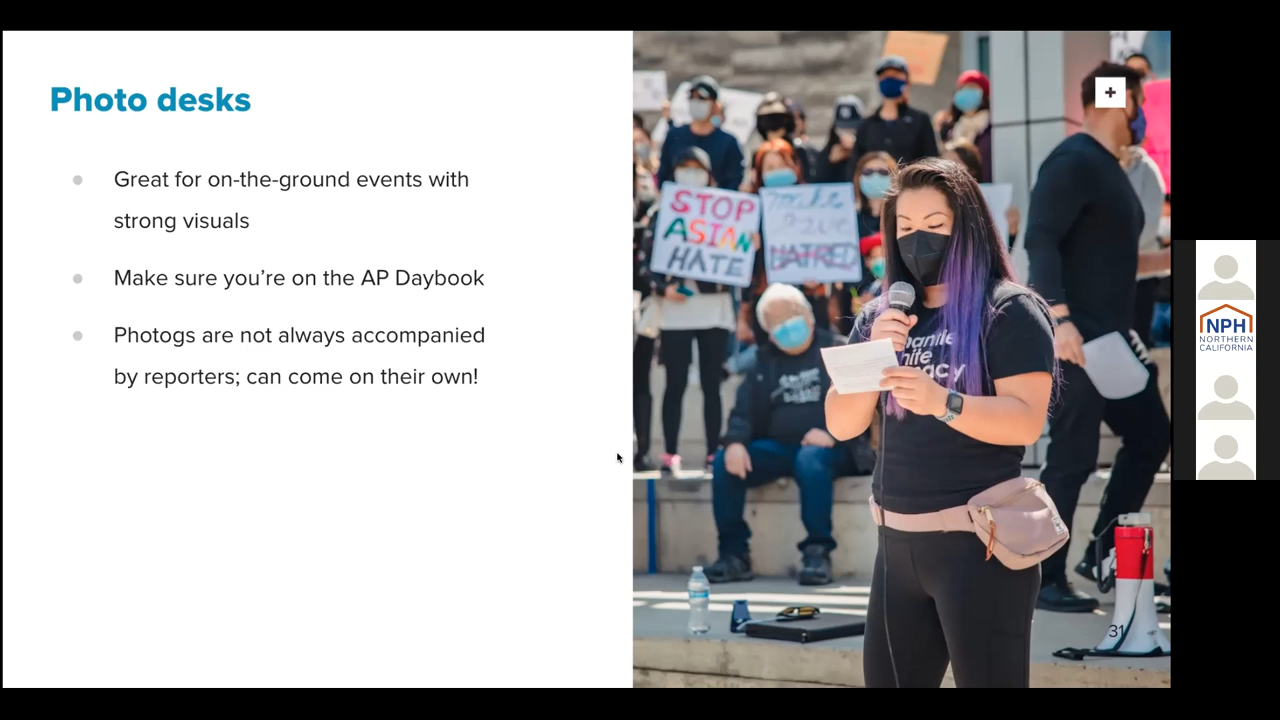 Photo desks
Great for on-the-ground events with
strong visuals
Make sure you're on the AP Daybook
Photogs are not always accompanied
by reporters; can come on their own!
+
STOP
ASIAN
HATE
HATRED
31
NPH
NORTHERN
CALIFORNIA